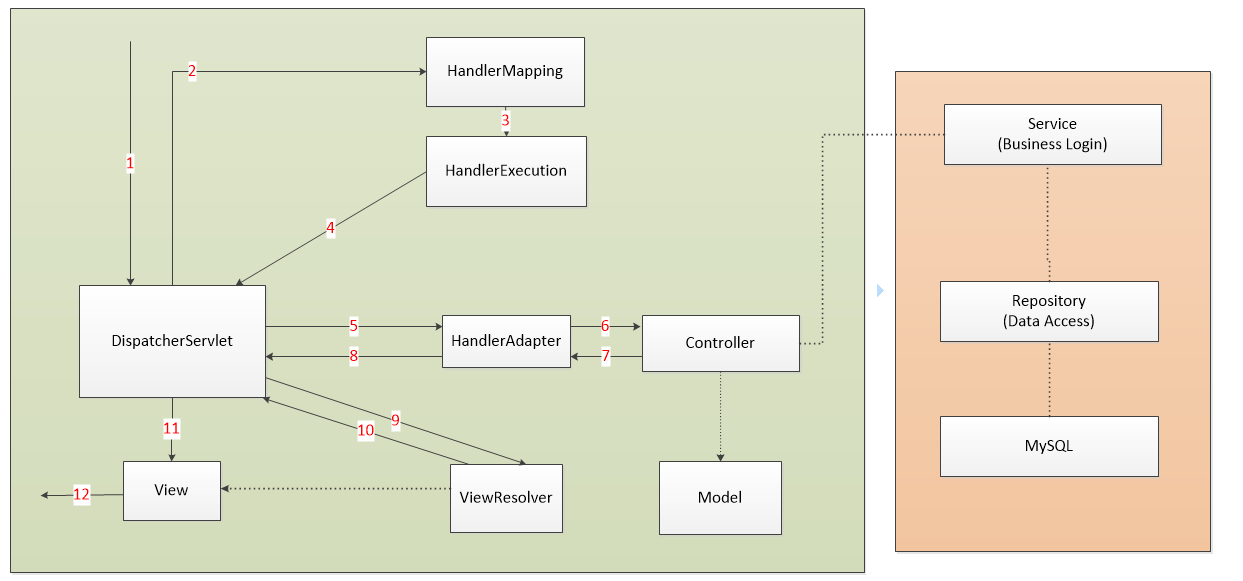 HandlerMapping
2
3
Service
(Business Login)
1
HandlerExecution
4
Repository
(Data Access)
DispatcherServlet
5
HandlerAdapter
6
Controller
8
7
9
10
11
MySQL
View
12
ViewResolver
Model